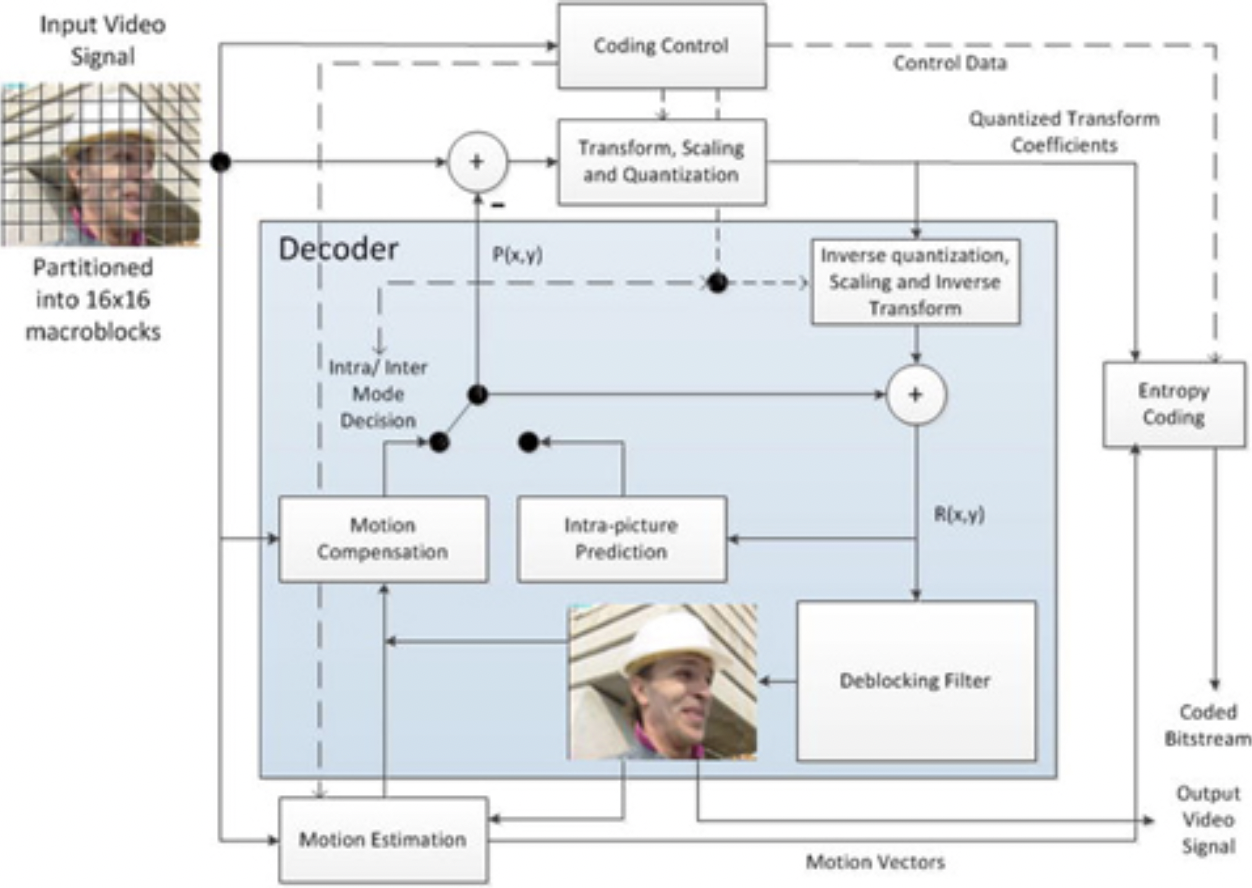 Input Video
Signal
Partitioned
into 16x16
macroblocks
Coding Control
Control Data
Transform, Scaling
and Quantization
Quantized Transform
Coefficients
+
−
Decoder
P(x,y)
Inverse quantization,
Scaling and Inverse
Transform
Intra/ Inter
Mode
Decision
+
Entropy
Coding
Motion
Compensation
Intra-picture
Prediction
R(x,y)
Deblocking Filter
Coded
Bitstream
Output
Video
Signal
Motion Estimation
Motion Vectors